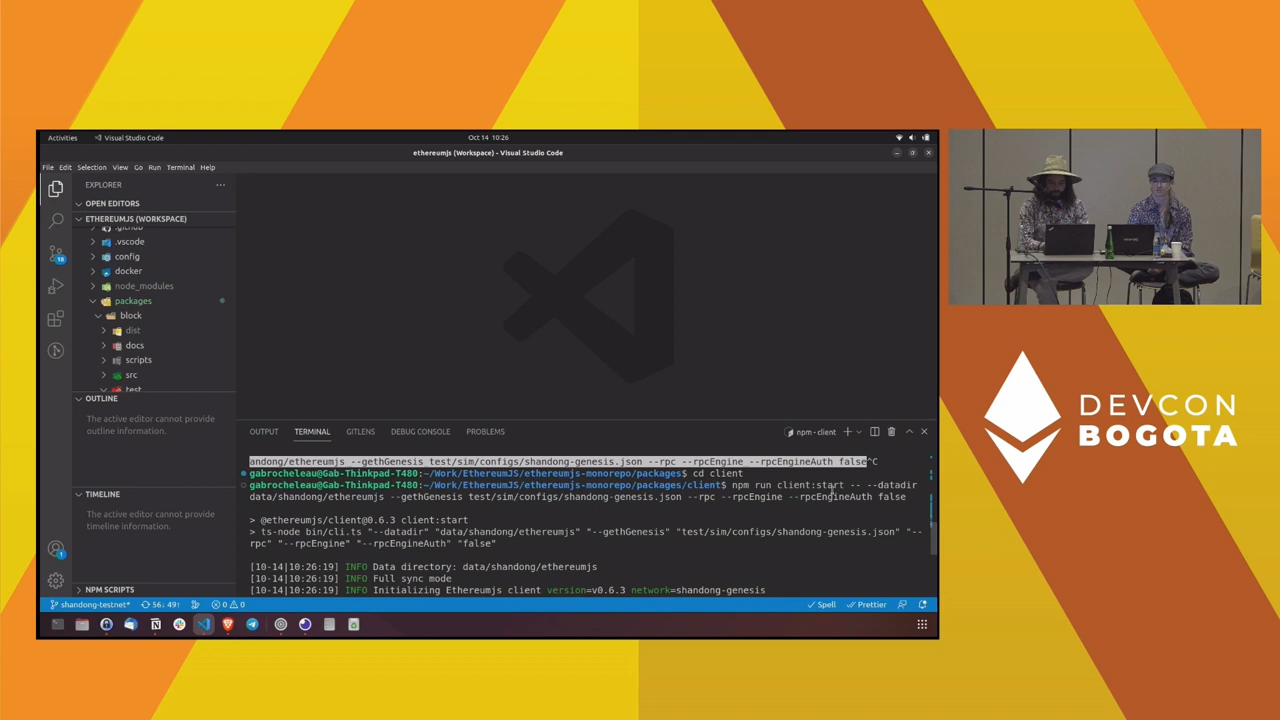 Activities
Visual Studio Code
Oct 14 10:26
ethereumjs (Workspace) - Visual Studio Code
File Edit Selection View Go Run Terminal Help
EXPLORER
OPEN EDITORS
ETHEREUMJS (WORKSPACE)
.github
.vscode
config
docker
node_modules
packages
block
dist
docs
scripts
src
test
OUTLINE
The active editor cannot provide
outline information.
TIMELINE
The active editor cannot provide
timeline information.
NPM SCRIPTS
18
1
OUTPUT TERMINAL GITLENS DEBUG CONSOLE PROBLEMS
npm - client
andong/ethereumjs --gethGenesis test/sim/configs/shandong-genesis.json --rpc --rpcEngine --rpcEngineAuth false^C
gabrocheleau@Gab-Thinkpad-T480:~/Work/EthereumJS/ethereumjs-monorepo/packages$ cd client
gabrocheleau@Gab-Thinkpad-T480:~/Work/EthereumJS/ethereumjs-monorepo/packages/client$ npm run client:start -- --datadir
data/shandong/ethereumjs --gethGenesis test/sim/configs/shandong-genesis.json --rpc --rpcEngine --rpcEngineAuth false
> @ethereumjs/client@0.6.3 client:start
> ts-node bin/cli.ts "--datadir" "data/shandong/ethereumjs" "--gethGenesis" "test/sim/configs/shandong-genesis.json" "--
rpc" "--rpcEngine" "--rpcEngineAuth" "false"
[10-14|10:26:19] INFO Data directory: data/shandong/ethereumjs
[10-14|10:26:19] INFO Full sync mode
[10-14|10:26:19] INFO Initializing Ethereumjs client version=v0.6.3 network=shandong-genesis
shandong-testnet* 56↓ 49↑ 0 0
Spell Prettier
DEVCON
BOGOTA